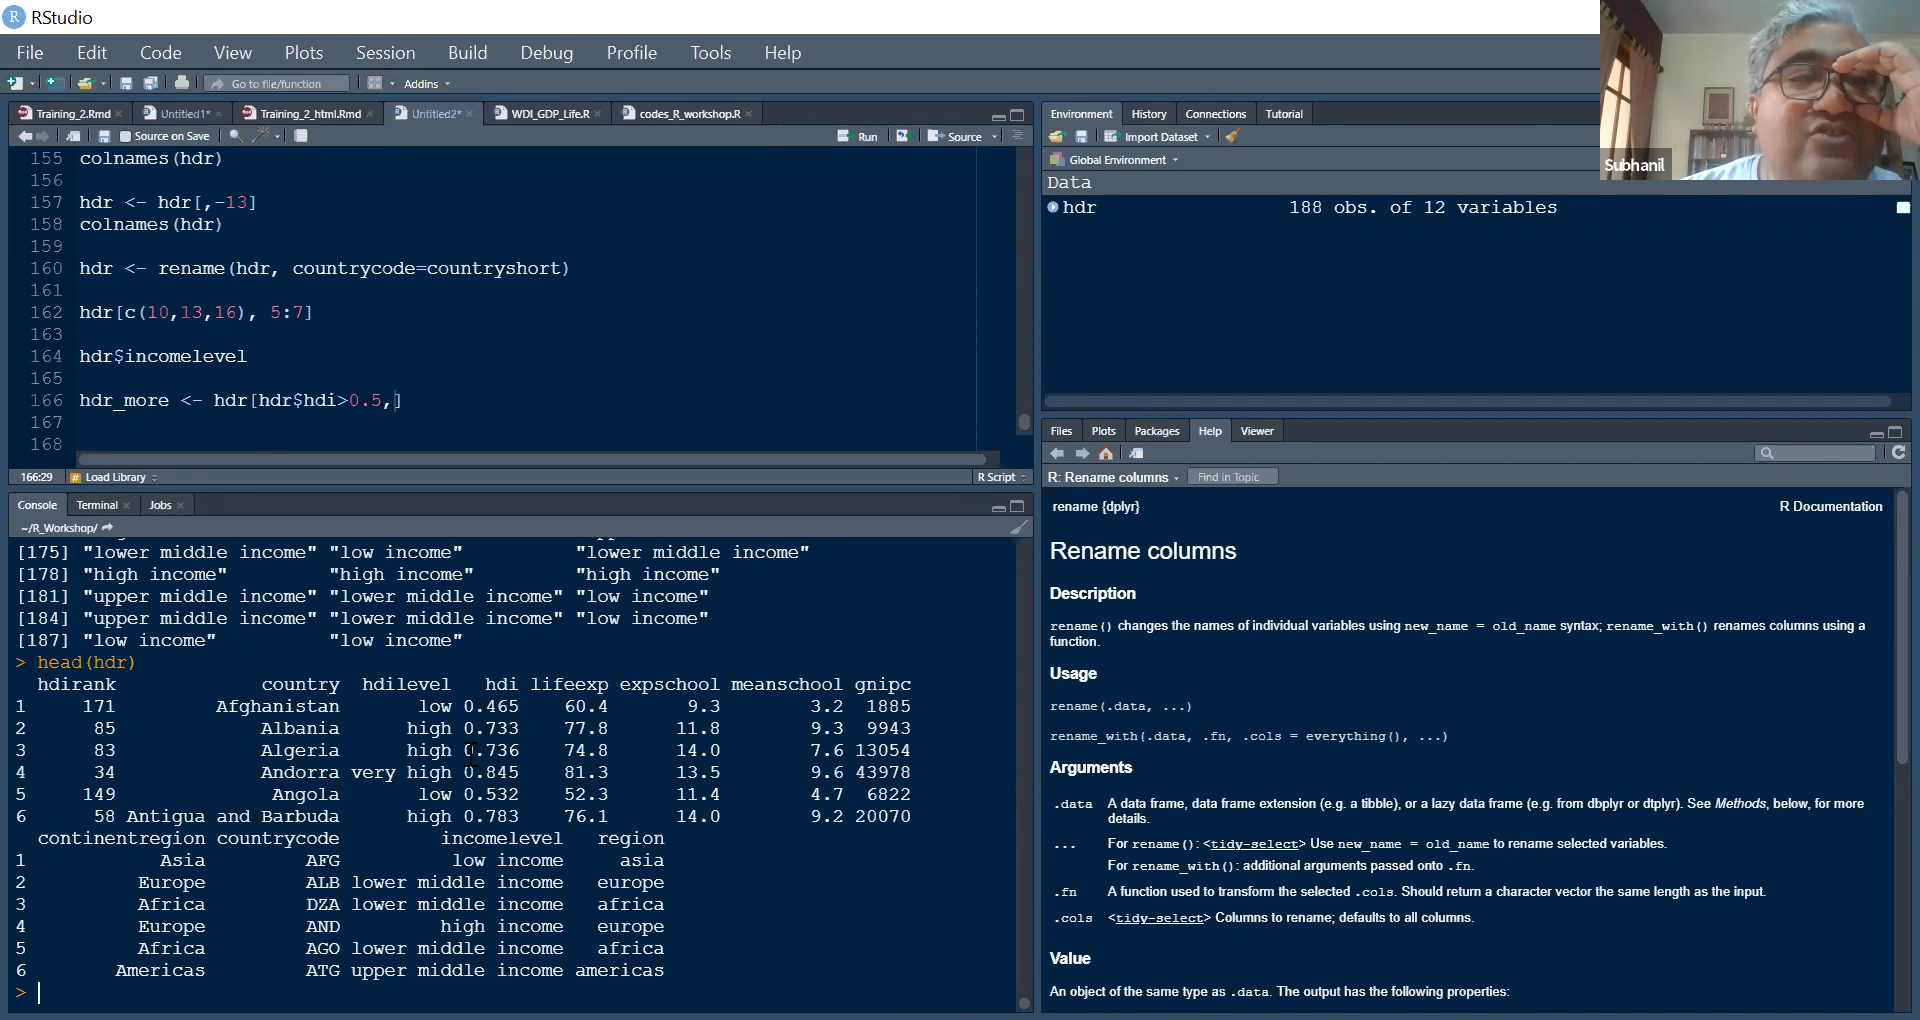 RStudio
File Edit Code View Plots Session Build Debug Profile Tools Help
Go to file/function Addins
Training_2.Rmd Untitled1* Training_2_html.Rmd Untitled2* WDI_GDP_Life.R codes_R_workshop.R
Source on Save Run Source
155 colnames(hdr)
156
157 hdr <- hdr[,-13]
158 colnames(hdr)
159
160 hdr <- rename(hdr, countrycode=countryshort)
161
162 hdr[c(10,13,16), 5:7]
163
164 hdr$incomelevel
165
166 hdr_more <- hdr[hdr$hdi>0.5,]
167
168
166:29 Load Library R Script
Console Terminal Jobs
~/R_Workshop/
[175] "lower middle income" "low income" "lower middle income"
[178] "high income" "high income" "high income"
[181] "upper middle income" "lower middle income" "low income"
[184] "upper middle income" "lower middle income" "low income"
[187] "low income" "low income"
> head(hdr)
hdirank country hdilevel hdi lifeexp expschool meanschool gnipc
1 171 Afghanistan low 0.465 60.4 9.3 3.2 1885
2 85 Albania high 0.733 77.8 11.8 9.3 9943
3 83 Algeria high 0.736 74.8 14.0 7.6 13054
4 34 Andorra very high 0.845 81.3 13.5 9.6 43978
5 149 Angola low 0.532 52.3 11.4 4.7 6822
6 58 Antigua and Barbuda high 0.783 76.1 14.0 9.2 20070
continentregion countrycode incomelevel region
1 Asia AFG low income asia
2 Europe ALB lower middle income europe
3 Africa DZA lower middle income africa
4 Europe AND high income europe
5 Africa AGO lower middle income africa
6 Americas ATG upper middle income americas
>
Environment History Connections Tutorial
Import Dataset
Global Environment
Data
hdr 188 obs. of 12 variables
Subhanil
Files Plots Packages Help Viewer
R: Rename columns Find in Topic
rename {dplyr} R Documentation
Rename columns
Description
rename() changes the names of individual variables using new_name = old_name syntax; rename_with() renames columns using a
function.
Usage
rename(.data, ...)
rename_with(.data, .fn, .cols = everything(), ...)
Arguments
.data A data frame, data frame extension (e.g. a tibble), or a lazy data frame (e.g. from dbplyr or dtplyr). See Methods, below, for more
details.
... For rename(): <tidy-select> Use new_name = old_name to rename selected variables.
For rename_with(): additional arguments passed onto .fn.
.fn A function used to transform the selected .cols. Should return a character vector the same length as the input.
.cols <tidy-select> Columns to rename; defaults to all columns.
Value
An object of the same type as .data. The output has the following properties: